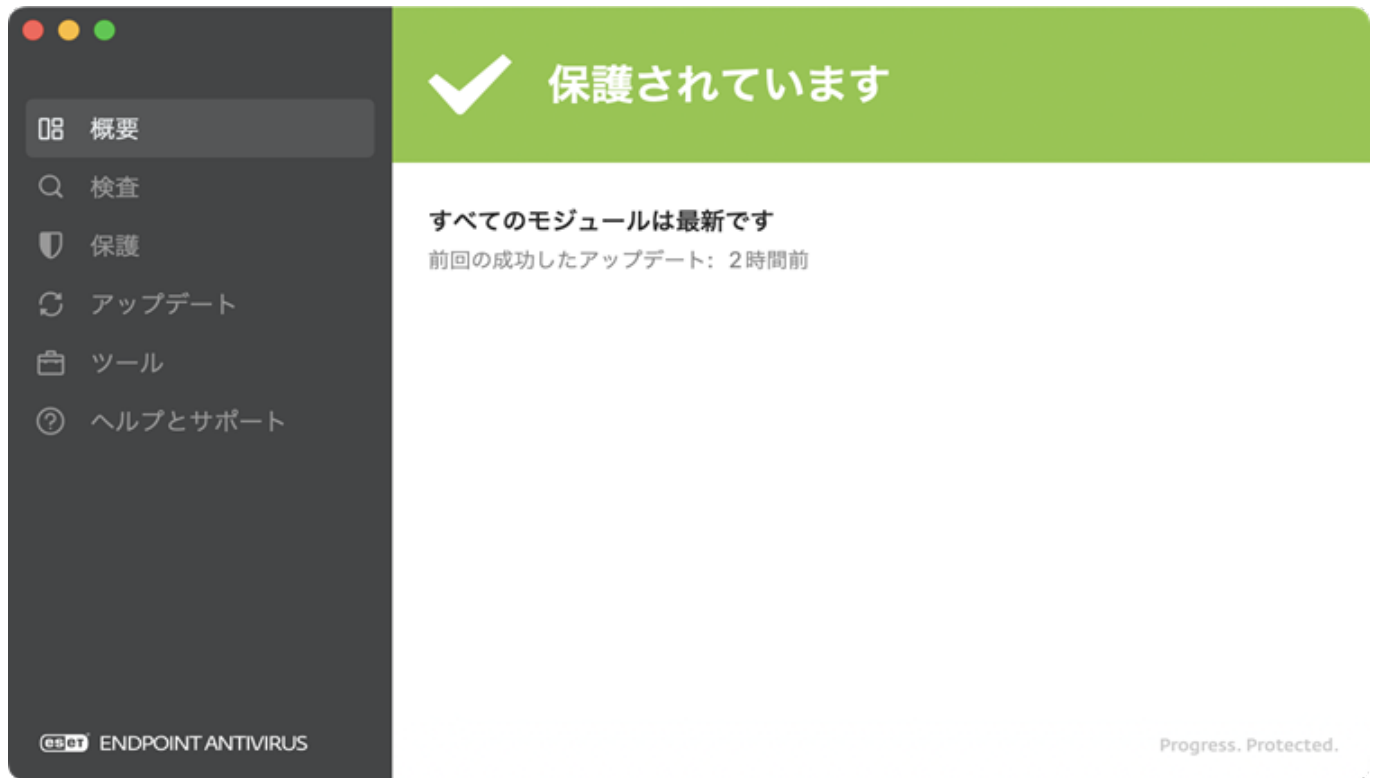 概要
検査
保護
アップデート
ツール
ヘルプとサポート
eset ENDPOINT ANTIVIRUS
保護されています
すべてのモジュールは最新です
前回の成功したアップデート: 2時間前
Progress. Protected.